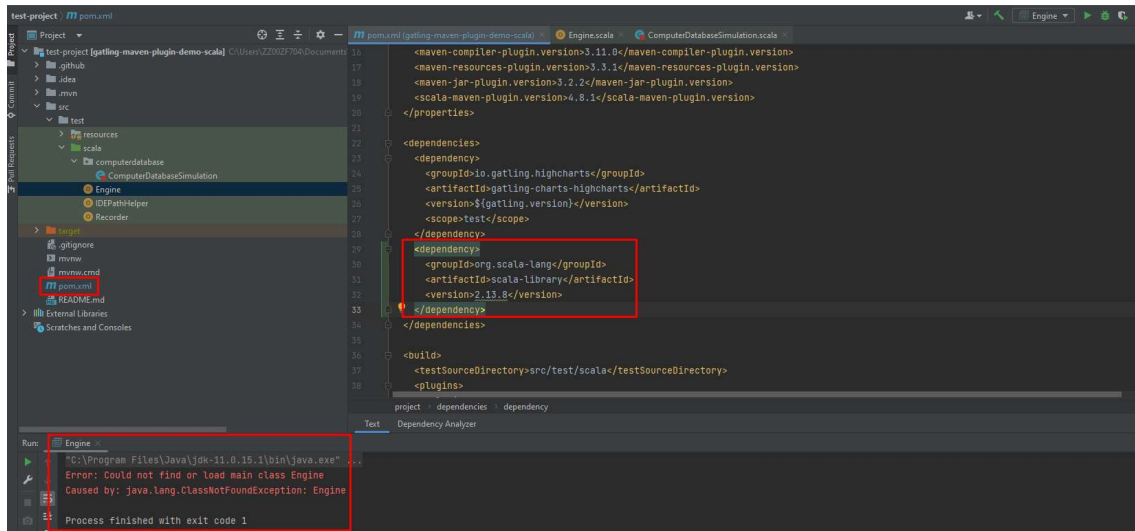 test-project › pom.xml
Engine
Project
test-project [gatling-maven-plugin-demo-scala] C:\Users\ZZ00ZF704\Documents
.github
.idea
.mvn
src
test
resources
scala
computerdatabase
ComputerDatabaseSimulation
Engine
IDEPathHelper
Recorder
target
.gitignore
mvnw
mvnw.cmd
pom.xml
README.md
External Libraries
Scratches and Consoles
Project
Commit
Pull Requests
pom.xml (gatling-maven-plugin-demo-scala)
Engine.scala
ComputerDatabaseSimulation.scala
16 <maven-compiler-plugin.version>3.11.0</maven-compiler-plugin.version>
17 <maven-resources-plugin.version>3.3.1</maven-resources-plugin.version>
18 <maven-jar-plugin.version>3.2.2</maven-jar-plugin.version>
19 <scala-maven-plugin.version>4.8.1</scala-maven-plugin.version>
20 </properties>
21
22 <dependencies>
23 <dependency>
24 <groupId>io.gatling.highcharts</groupId>
25 <artifactId>gatling-charts-highcharts</artifactId>
26 <version>${gatling.version}</version>
27 <scope>test</scope>
28 </dependency>
29 <dependency>
30 <groupId>org.scala-lang</groupId>
31 <artifactId>scala-library</artifactId>
32 <version>2.13.8</version>
33 </dependency>
34 </dependencies>
35
36 <build>
37 <testSourceDirectory>src/test/scala</testSourceDirectory>
38 <plugins>
project › dependencies › dependency
Text Dependency Analyzer
Run: Engine
"C:\Program Files\Java\jdk-11.0.15.1\bin\java.exe" ...
Error: Could not find or load main class Engine
Caused by: java.lang.ClassNotFoundException: Engine
Process finished with exit code 1